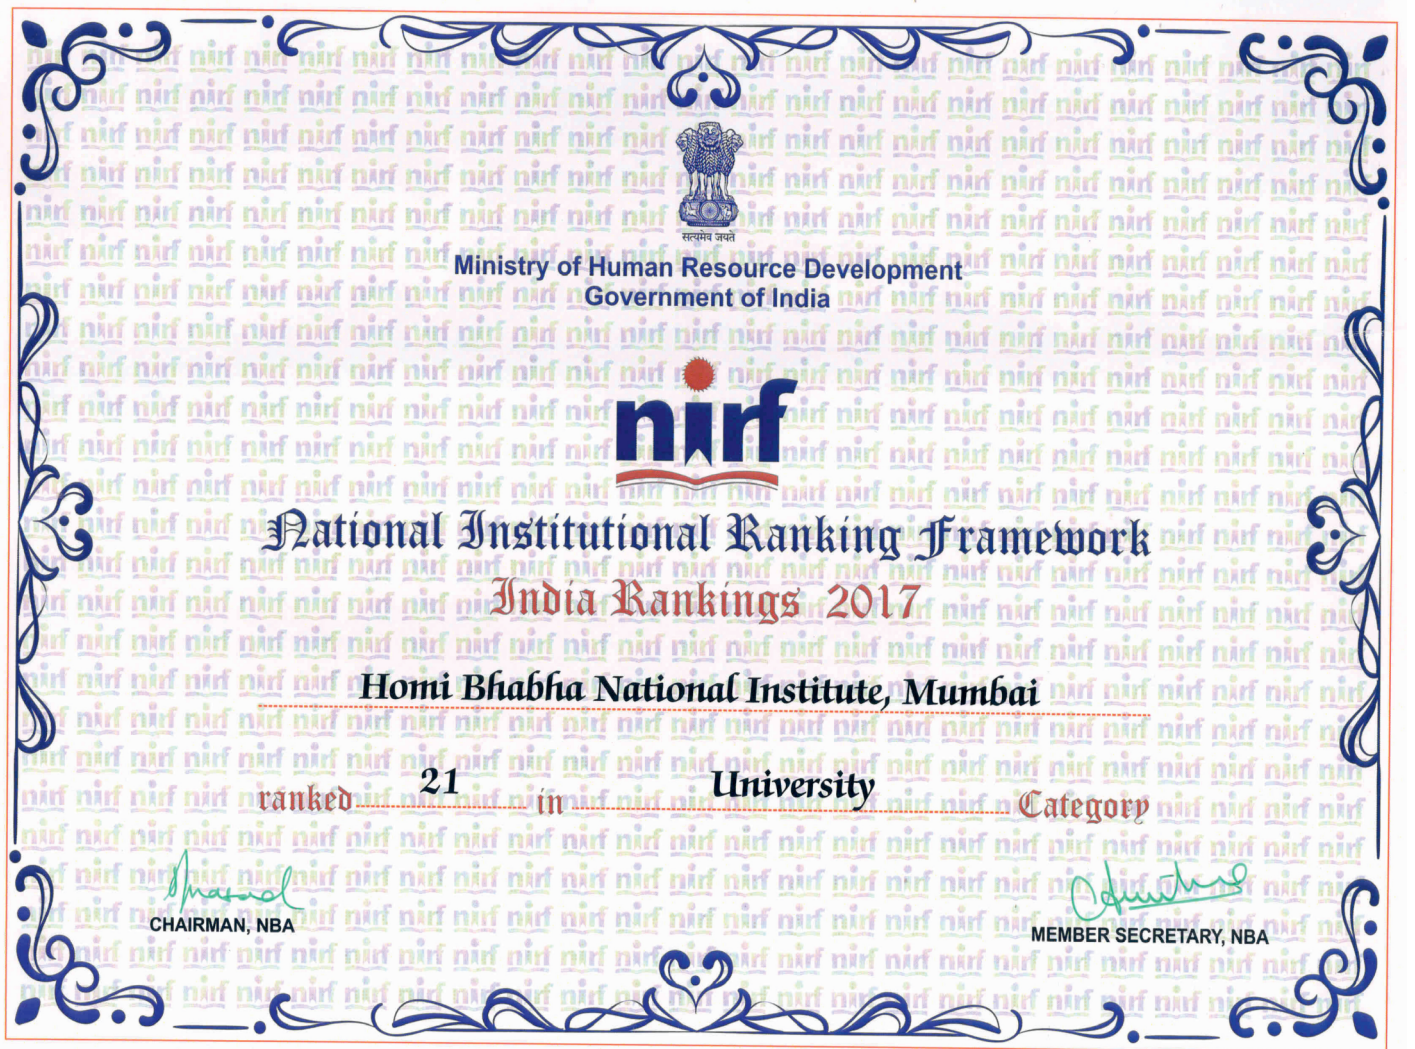 सत्यमेव जयते
Ministry of Human Resource Development
Government of India
nirf
National Institutional Ranking Framework
India Rankings 2017
Homi Bhabha National Institute, Mumbai
ranked 21 in University Category
CHAIRMAN, NBA
MEMBER SECRETARY, NBA